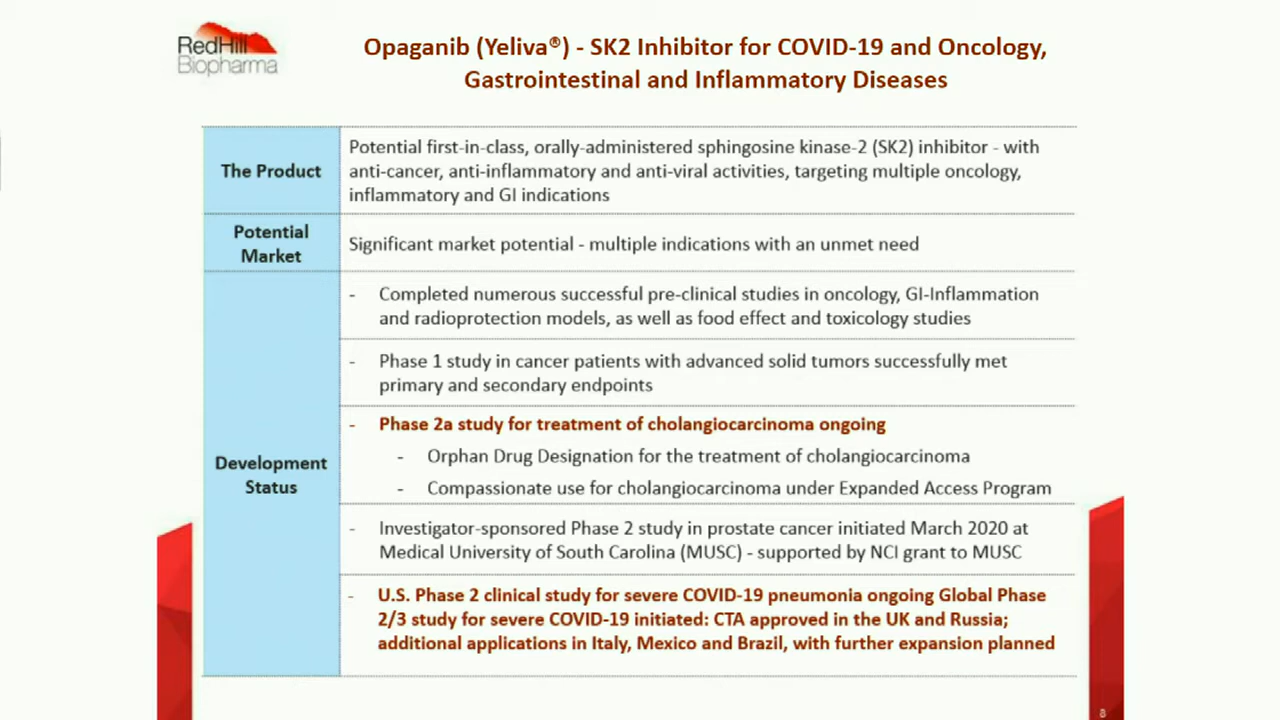 RedHill
Biopharma
Opaganib (Yeliva®) - SK2 Inhibitor for COVID-19 and Oncology,
Gastrointestinal and Inflammatory Diseases
The Product
Potential first-in-class, orally-administered sphingosine kinase-2 (SK2) inhibitor - with
anti-cancer, anti-inflammatory and anti-viral activities, targeting multiple oncology,
inflammatory and GI indications
Potential
Market
Significant market potential - multiple indications with an unmet need
Development
Status
- Completed numerous successful pre-clinical studies in oncology, GI-Inflammation
and radioprotection models, as well as food effect and toxicology studies
- Phase 1 study in cancer patients with advanced solid tumors successfully met
primary and secondary endpoints
- Phase 2a study for treatment of cholangiocarcinoma ongoing
- Orphan Drug Designation for the treatment of cholangiocarcinoma
- Compassionate use for cholangiocarcinoma under Expanded Access Program
- Investigator-sponsored Phase 2 study in prostate cancer initiated March 2020 at
Medical University of South Carolina (MUSC) - supported by NCI grant to MUSC
- U.S. Phase 2 clinical study for severe COVID-19 pneumonia ongoing Global Phase
2/3 study for severe COVID-19 initiated: CTA approved in the UK and Russia;
additional applications in Italy, Mexico and Brazil, with further expansion planned
8